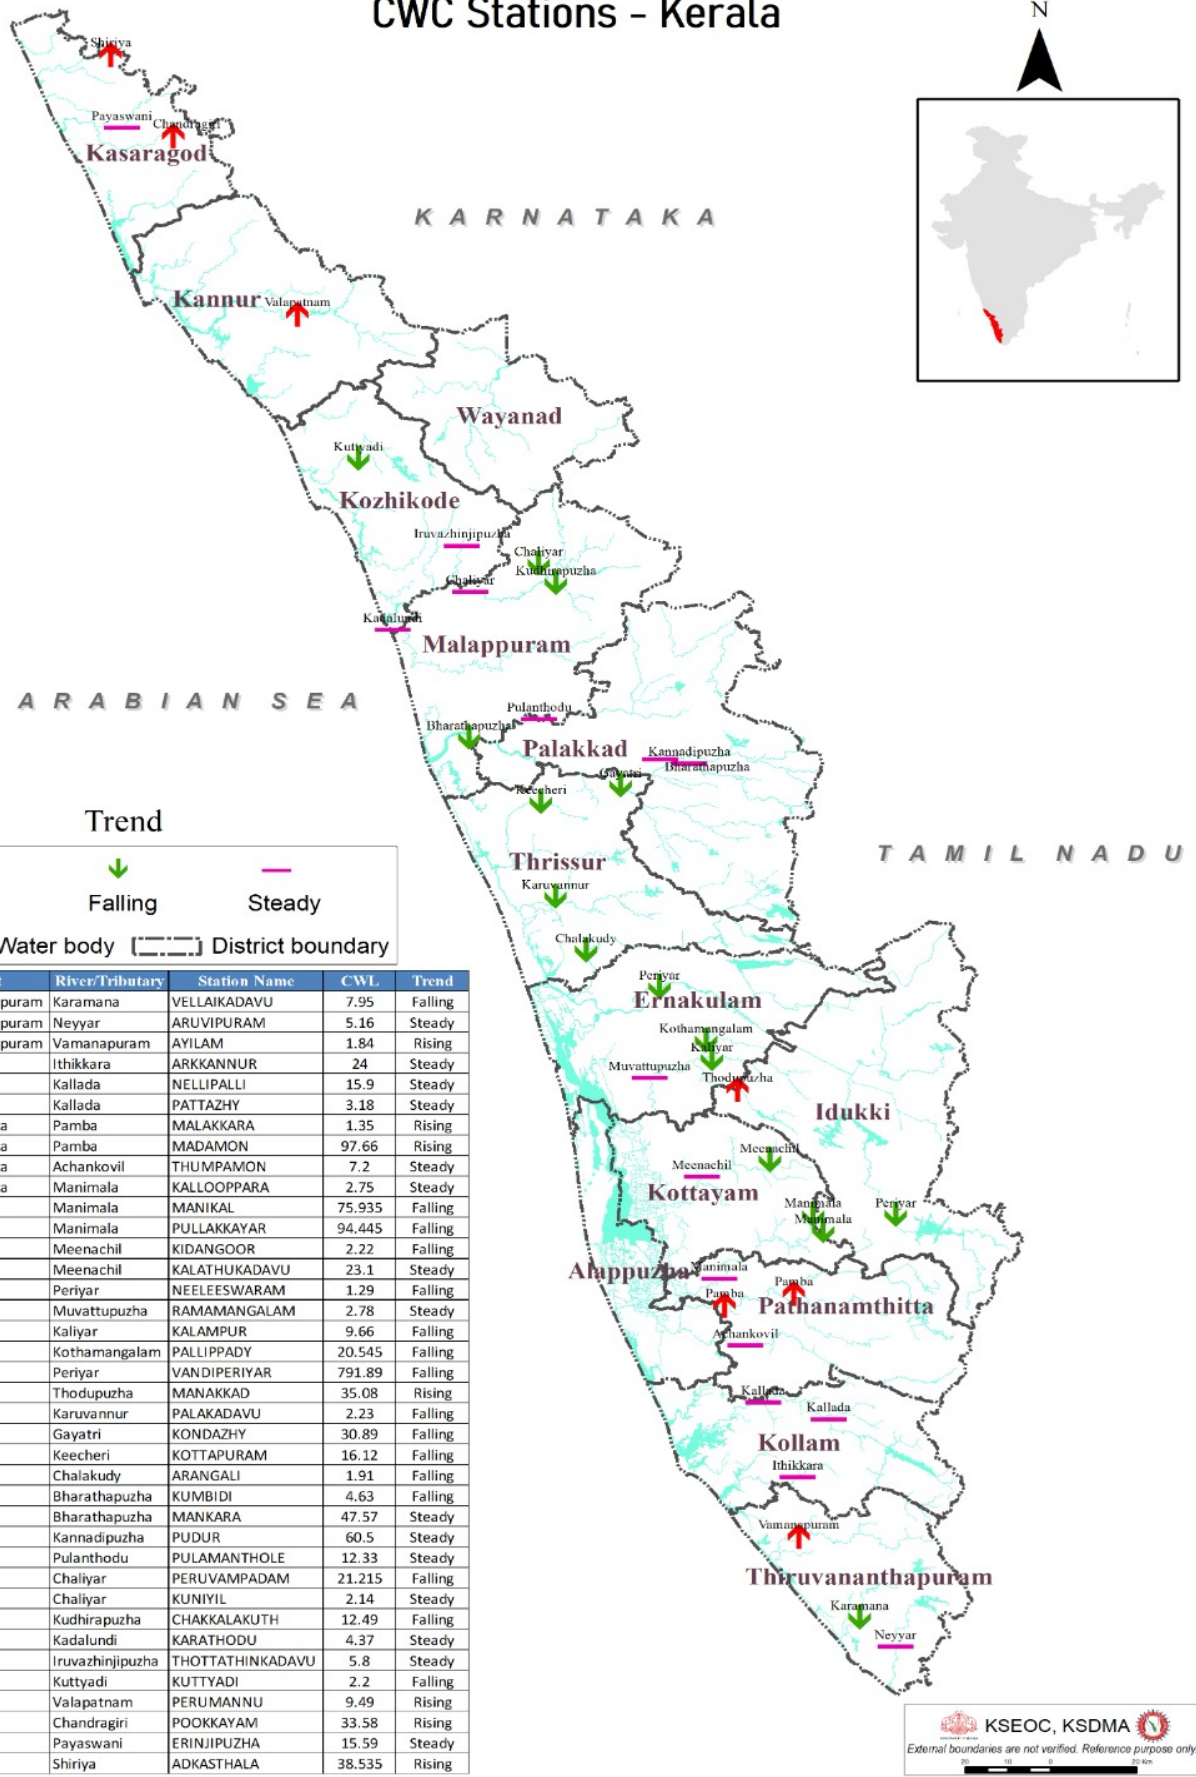 CWC Stations - Kerala
N
Shiriya
Payaswani
Chandragiri
Kasaragod
KARNATAKA
Kannur
Valapatnam
Wayanad
Kuttyadi
Kozhikode
Iruvazhinjipuzha
Chaliyar
Kudhirapuzha
Chaliyar
Kadalundi
Malappuram
ARABIAN SEA
Pulanthodu
Bharathapuzha
Palakkad
Kannadipuzha
Bharathapuzha
Gayatri
Keecheri
Trend
Thrissur
TAMIL NADU
Karuvannur
Falling
Steady
Chalakudy
Water body
District boundary
Periyar
Ernakulam
Kothamangalam
Kaliyar
Muvattupuzha
Thodupuzha
Idukki
Meenachil
Meenachil
Kottayam
Manimala
Manimala
Periyar
Alappuzha
Manimala
Pamba
Pamba
Pathanamthitta
Achankovil
Kallada
Kallada
Kollam
Ithikkara
Vamanapuram
Thiruvananthapuram
Karamana
Neyyar
t River/Tributary Station Name CWL Trend
puram Karamana VELLAIKADAVU 7.95 Falling
puram Neyyar ARUVIPURAM 5.16 Steady
puram Vamanapuram AYILAM 1.84 Rising
Ithikkara ARKKANNUR 24 Steady
Kallada NELLIPALLI 15.9 Steady
Kallada PATTAZHY 3.18 Steady
a Pamba MALAKKARA 1.35 Rising
a Pamba MADAMON 97.66 Rising
a Achankovil THUMPAMON 7.2 Steady
a Manimala KALLOOPPARA 2.75 Steady
Manimala MANIKAL 75.935 Falling
Manimala PULLAKKAYAR 94.445 Falling
Meenachil KIDANGOOR 2.22 Falling
Meenachil KALATHUKADAVU 23.1 Steady
Periyar NEELEESWARAM 1.29 Falling
Muvattupuzha RAMAMANGALAM 2.78 Steady
Kaliyar KALAMPUR 9.66 Falling
Kothamangalam PALLIPPADY 20.545 Falling
Periyar VANDIPERIYAR 791.89 Falling
Thodupuzha MANAKKAD 35.08 Rising
Karuvannur PALAKADAVU 2.23 Falling
Gayatri KONDAZHY 30.89 Falling
Keecheri KOTTAPURAM 16.12 Falling
Chalakudy ARANGALI 1.91 Falling
Bharathapuzha KUMBIDI 4.63 Falling
Bharathapuzha MANKARA 47.57 Steady
Kannadipuzha PUDUR 60.5 Steady
Pulanthodu PULAMANTHOLE 12.33 Steady
Chaliyar PERUVAMPADAM 21.215 Falling
Chaliyar KUNIYIL 2.14 Steady
Kudhirapuzha CHAKKALAKUTH 12.49 Falling
Kadalundi KARATHODU 4.37 Steady
Iruvazhinjipuzha THOTTATHINKADAVU 5.8 Steady
Kuttyadi KUTTYADI 2.2 Falling
Valapatnam PERUMANNU 9.49 Rising
Chandragiri POOKKAYAM 33.58 Rising
Payaswani ERINJIPUZHA 15.59 Steady
Shiriya ADKASTHALA 38.535 Rising
KSEOC, KSDMA
External boundaries are not verified. Reference purpose only
20 10 0 20 Km